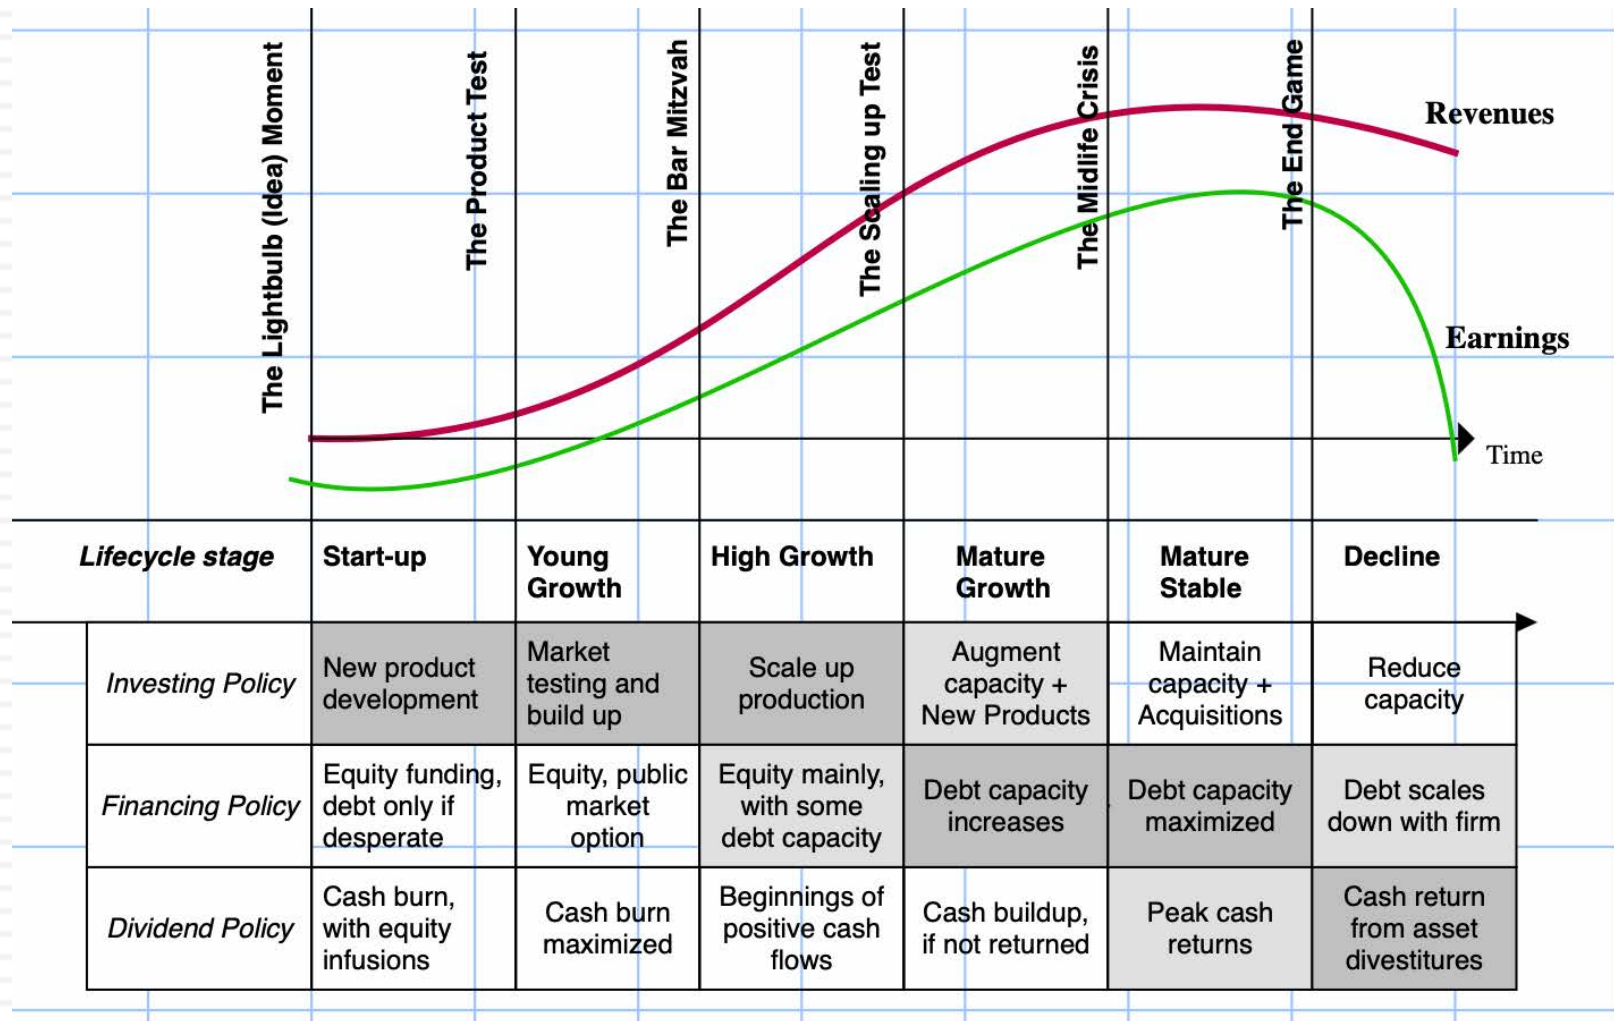 The Lightbulb (Idea) Moment
The Product Test
The Bar Mitzvah
The Scaling up Test
The Midlife Crisis
The End Game
Revenues
Earnings
Time
Lifecycle stage
Start-up
Young
Growth
High Growth
Mature
Growth
Mature
Stable
Decline
Investing Policy
New product
development
Market
testing and
build up
Scale up
production
Augment
capacity +
New Products
Maintain
capacity +
Acquisitions
Reduce
capacity
Financing Policy
Equity funding,
debt only if
desperate
Equity, public
market
option
Equity mainly,
with some
debt capacity
Debt capacity
increases
Debt capacity
maximized
Debt scales
down with firm
Dividend Policy
Cash burn,
with equity
infusions
Cash burn
maximized
Beginnings of
positive cash
flows
Cash buildup,
if not returned
Peak cash
returns
Cash return
from asset
divestitures